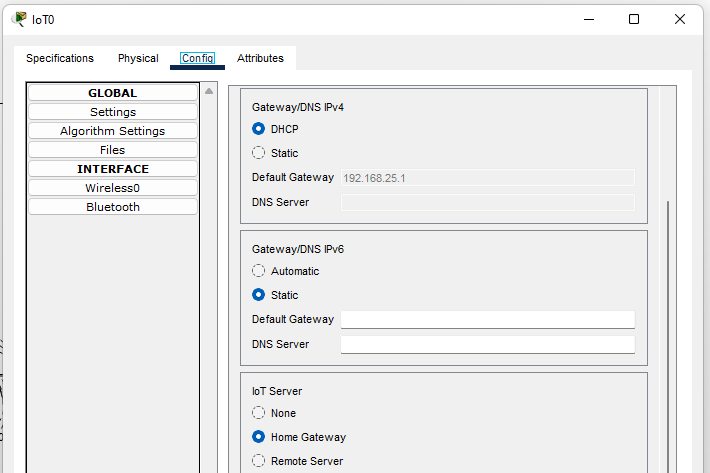 IoT0
Specifications Physical Config Attributes
GLOBAL
Settings
Algorithm Settings
Files
INTERFACE
Wireless0
Bluetooth
Gateway/DNS IPv4
DHCP
Static
Default Gateway 192.168.25.1
DNS Server
Gateway/DNS IPv6
Automatic
Static
Default Gateway
DNS Server
IoT Server
None
Home Gateway
Remote Server